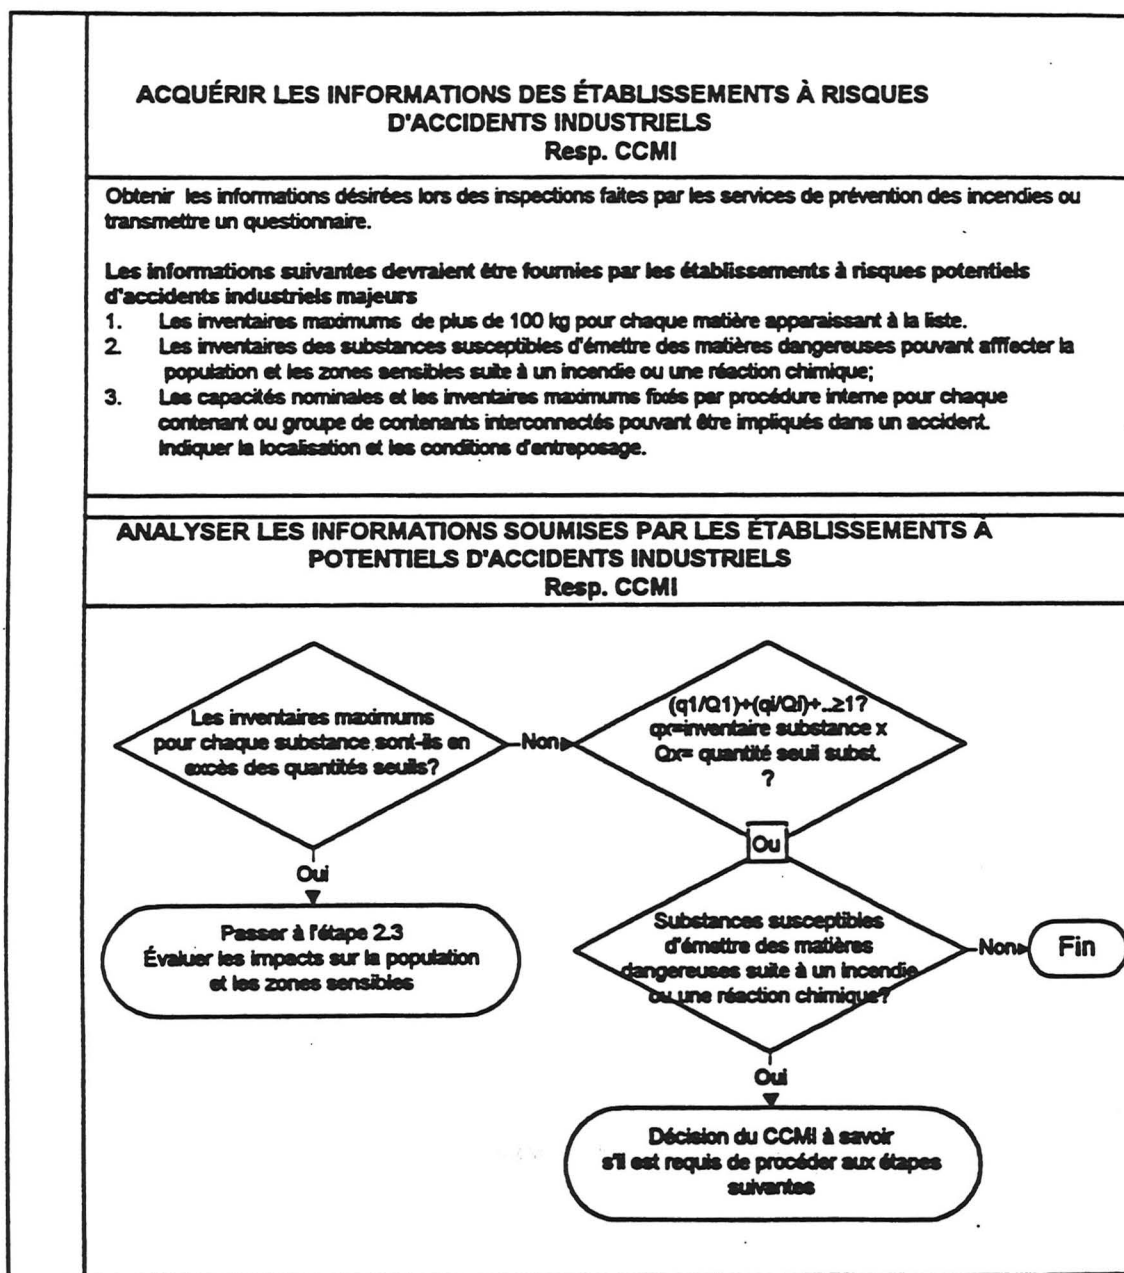 ACQUÉRIR LES INFORMATIONS DES ÉTABLISSEMENTS À RISQUES
D'ACCIDENTS INDUSTRIELS
Resp. CCMI
Obtenir les informations désirées lors des inspections faites par les services de prévention des incendies ou
transmettre un questionnaire.
Les informations suivantes devraient être fournies par les établissements à risques potentiels
d'accidents industriels majeurs
1. Les inventaires maximums de plus de 100 kg pour chaque matière apparaissant à la liste.
2. Les inventaires des substances susceptibles d'émettre des matières dangereuses pouvant afffecter la
population et les zones sensibles suite à un incendie ou une réaction chimique;
3. Les capacités nominales et les inventaires maximums fixés par procédure interne pour chaque
contenant ou groupe de contenants interconnectés pouvant être impliqués dans un accident.
Indiquer la localisation et les conditions d'entreposage.
ANALYSER LES INFORMATIONS SOUMISES PAR LES ÉTABLISSEMENTS À
POTENTIELS D'ACCIDENTS INDUSTRIELS
Resp. CCMI
Les inventaires maximums
pour chaque substance sont-ils en
excès des quantités seuils?
Non
(q1/Q1)+(qi/Qi)+..≥1?
qx=inventaire substance x
Qx= quantité seuil subst.
?
Oui
Passer à l'étape 2.3
Évaluer les impacts sur la population
et les zones sensibles
Ou
Substances susceptibles
d'émettre des matières
dangereuses suite à un incendie
ou une réaction chimique?
Non
Fin
Oui
Décision du CCMI à savoir
s'il est requis de procéder aux étapes
suivantes